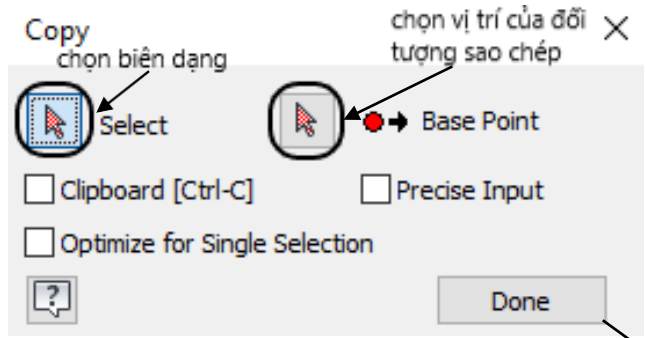 Copy
chọn vị trí của đối
tượng sao chép
chọn biên dạng
Select
Base Point
Clipboard [Ctrl-C]
Precise Input
Optimize for Single Selection
?
Done